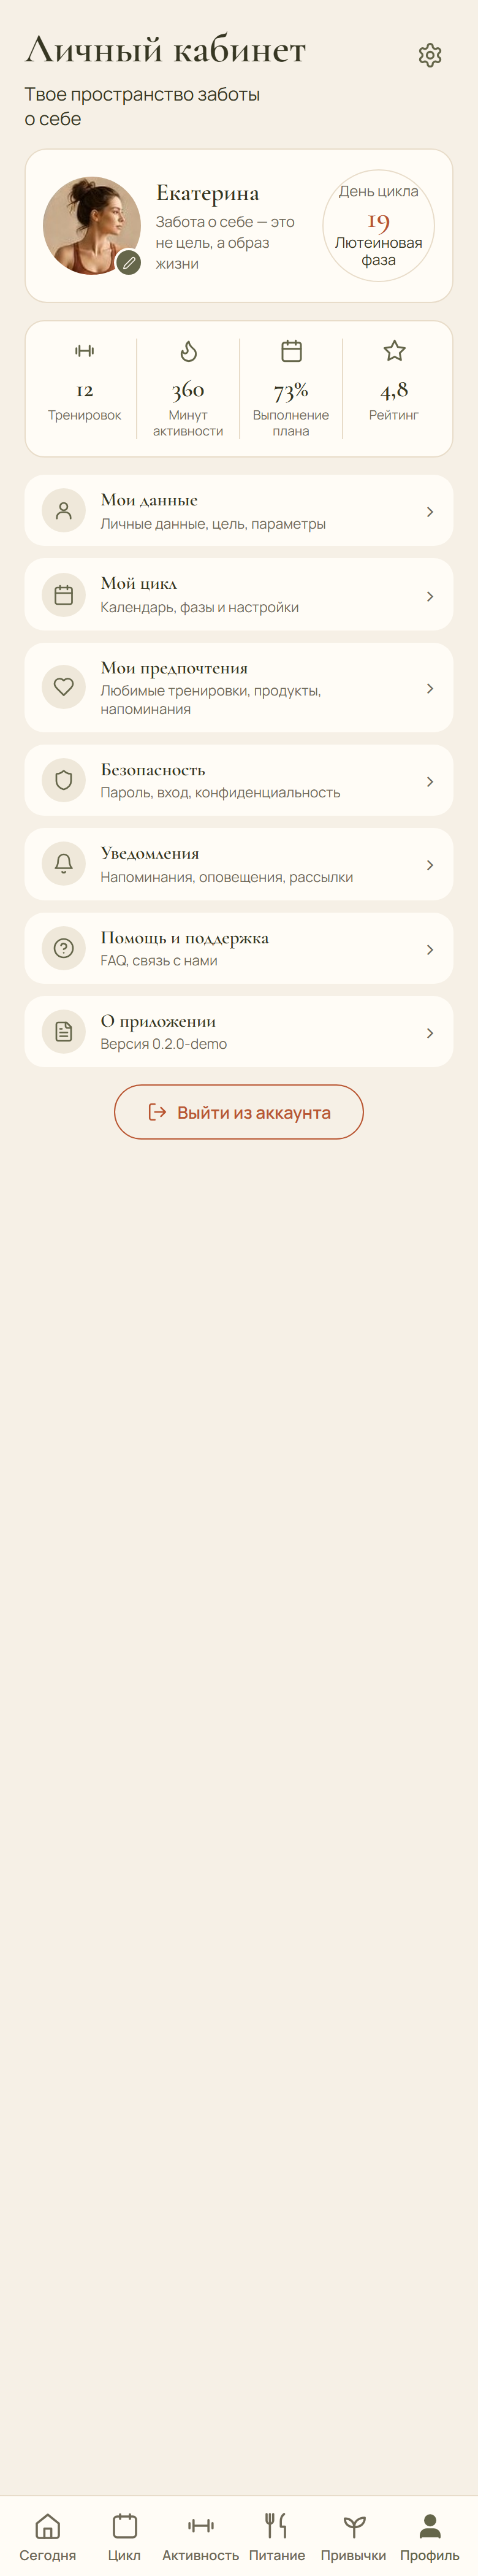 Личный кабинет
Твое пространство заботы
о себе
Екатерина
Забота о себе — это
не цель, а образ
жизни
День цикла
19
Лютеиновая
фаза
12
Тренировок
360
Минут
активности
73%
Выполнение
плана
4,8
Рейтинг
Мои данные
Личные данные, цель, параметры
Мой цикл
Календарь, фазы и настройки
Мои предпочтения
Любимые тренировки, продукты,
напоминания
Безопасность
Пароль, вход, конфиденциальность
Уведомления
Напоминания, оповещения, рассылки
Помощь и поддержка
FAQ, связь с нами
О приложении
Версия 0.2.0-demo
Выйти из аккаунта
Сегодня
Цикл
Активность
Питание
Привычки
Профиль